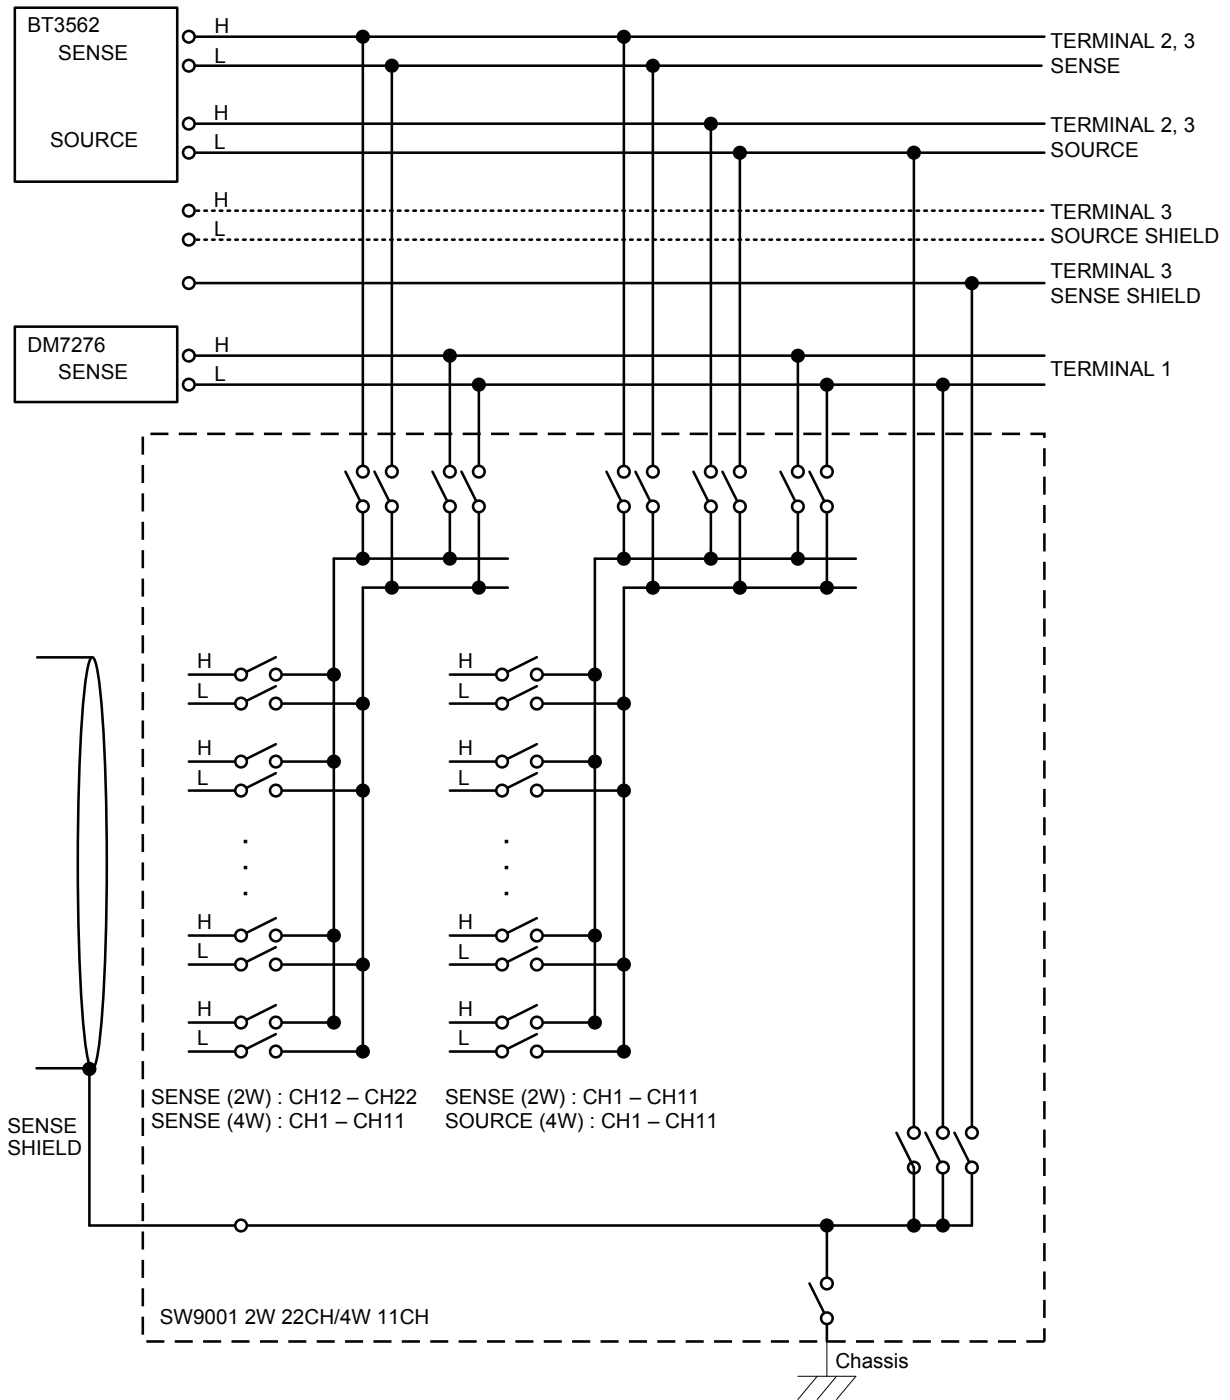 BT3562
SENSE
H
L
TERMINAL 2, 3
SENSE
SOURCE
H
L
TERMINAL 2, 3
SOURCE
H
L
TERMINAL 3
SOURCE SHIELD
TERMINAL 3
SENSE SHIELD
DM7276
SENSE
H
L
TERMINAL 1
H
L
H
L
H
L
H
L
H
L
H
L
H
L
H
L
SENSE (2W) : CH12 – CH22
SENSE (4W) : CH1 – CH11
SENSE (2W) : CH1 – CH11
SOURCE (4W) : CH1 – CH11
SENSE
SHIELD
SW9001 2W 22CH/4W 11CH
Chassis